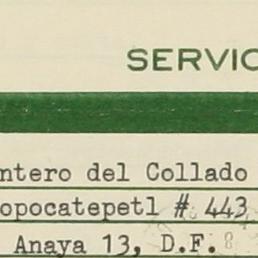 SERVIC
ntero del Collado
opocatepetl # 443
Anaya 13, D.F.